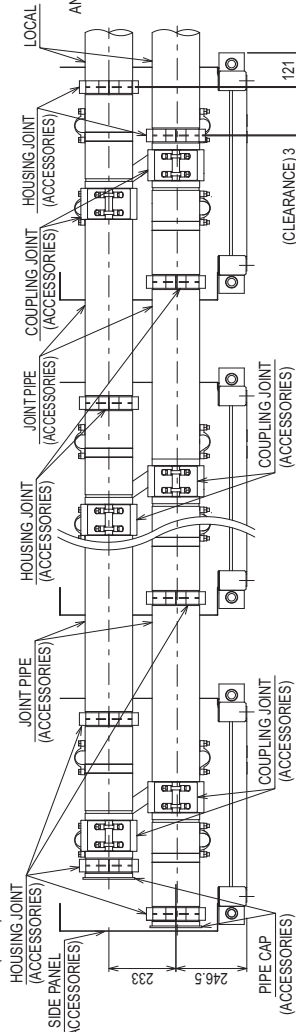 HOUSING JOINT
(ACCESSORIES)
SIDE PANEL
ACCESSORIES)
JOINT PIPE
(ACCESSORIES)
HOUSING JOINT
(ACCESSORIES)
JOINT PIPE
(ACCESSORIES)
COUPLING JOINT
(ACCESSORIES)
HOUSING JOINT
(ACCESSORIES)
LOCAL
AN
233
246.5
PIPE CAP
(ACCESSORIES)
COUPLING JOINT
(ACCESSORIES)
COUPLING JOINT
(ACCESSORIES)
(CLEARANCE) 3
121